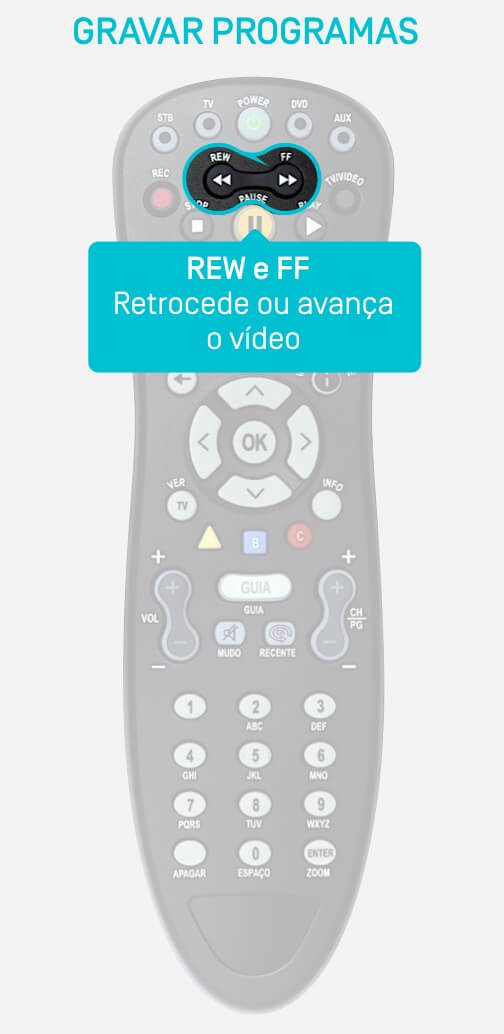 GRAVAR PROGRAMAS
STB
TV
POWER
DVD
AUX
REC
REW
FF
TV/VIDEO
STOP
PAUSE
PLAY
REW e FF
Retrocede ou avança
o vídeo
OK
VER
TV
INFO
B
C
+
+
+
+
VOL
GUIA
GUIA
CH
PG
−
−
−
−
MUDO
RECENTE
1
2
3
ABC
DEF
4
5
6
GHI
JKL
MNO
7
8
9
PQRS
TUV
WXYZ
0
ENTER
APAGAR
ESPAÇO
ZOOM